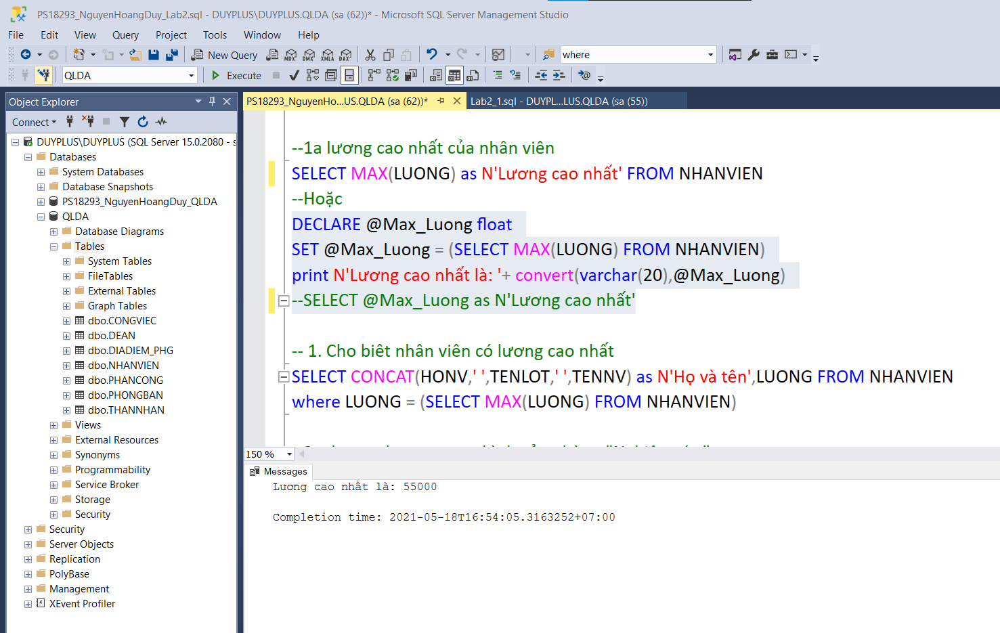 PS18293_NguyenHoangDuy_Lab2.sql - DUYPLUS\DUYPLUS.QLDA (sa (62))* - Microsoft SQL Server Management Studio
File Edit View Query Project Tools Window Help
New Query MDX DMX XMLA DAX where
QLDA Execute
Object Explorer
Connect
DUYPLUS\DUYPLUS (SQL Server 15.0.2080 - s
Databases
System Databases
Database Snapshots
PS18293_NguyenHoangDuy_QLDA
QLDA
Database Diagrams
Tables
System Tables
FileTables
External Tables
Graph Tables
dbo.CONGVIEC
dbo.DEAN
dbo.DIADIEM_PHG
dbo.NHANVIEN
dbo.PHANCONG
dbo.PHONGBAN
dbo.THANNHAN
Views
External Resources
Synonyms
Programmability
Service Broker
Storage
Security
Security
Server Objects
Replication
PolyBase
Management
XEvent Profiler
PS18293_NguyenHo...US.QLDA (sa (62))* Lab2_1.sql - DUYPL...LUS.QLDA (sa (55))
--1a lương cao nhất của nhân viên
SELECT MAX(LUONG) as N'Lương cao nhất' FROM NHANVIEN
--Hoặc
DECLARE @Max_Luong float
SET @Max_Luong = (SELECT MAX(LUONG) FROM NHANVIEN)
print N'Lương cao nhất là: '+ convert(varchar(20),@Max_Luong)
--SELECT @Max_Luong as N'Lương cao nhất'
-- 1. Cho biêt nhân viên có lương cao nhất
SELECT CONCAT(HONV,' ',TENLOT,' ',TENNV) as N'Họ và tên',LUONG FROM NHANVIEN
where LUONG = (SELECT MAX(LUONG) FROM NHANVIEN)
150 %
Messages
Lương cao nhất là: 55000
Completion time: 2021-05-18T16:54:05.3163252+07:00